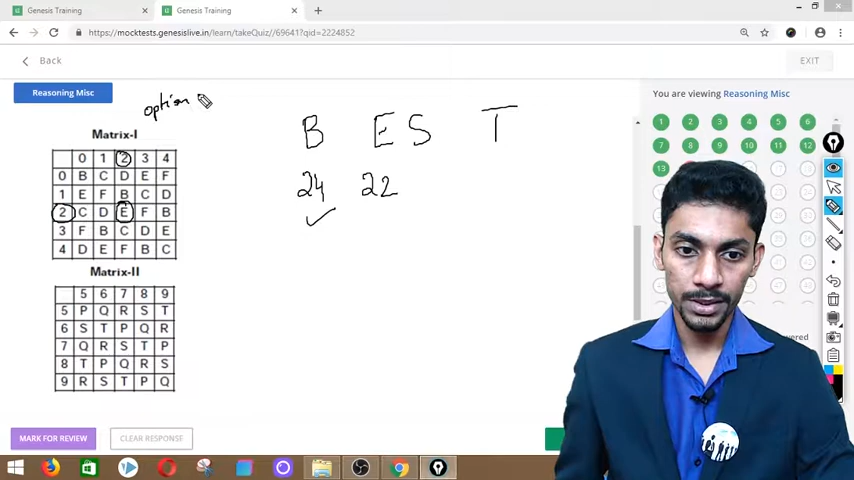 Genesis Training
Genesis Training
https://mocktests.genesislive.in/learn/takeQuiz//69641?qid=2224852
Back
EXIT
Reasoning Misc
option
B E S T
24 22
You are viewing Reasoning Misc
1 2 3 4 5 6
7 8 9 10 11 12
13
Matrix-I
0 1 2 3 4
0 B C D E F
1 E F B C D
2 C D E F B
3 F B C D E
4 D E F B C
Matrix-II
5 6 7 8 9
5 P Q R S T
6 S T P Q R
7 Q R S T P
8 T P Q R S
9 R S T P Q
MARK FOR REVIEW
CLEAR RESPONSE